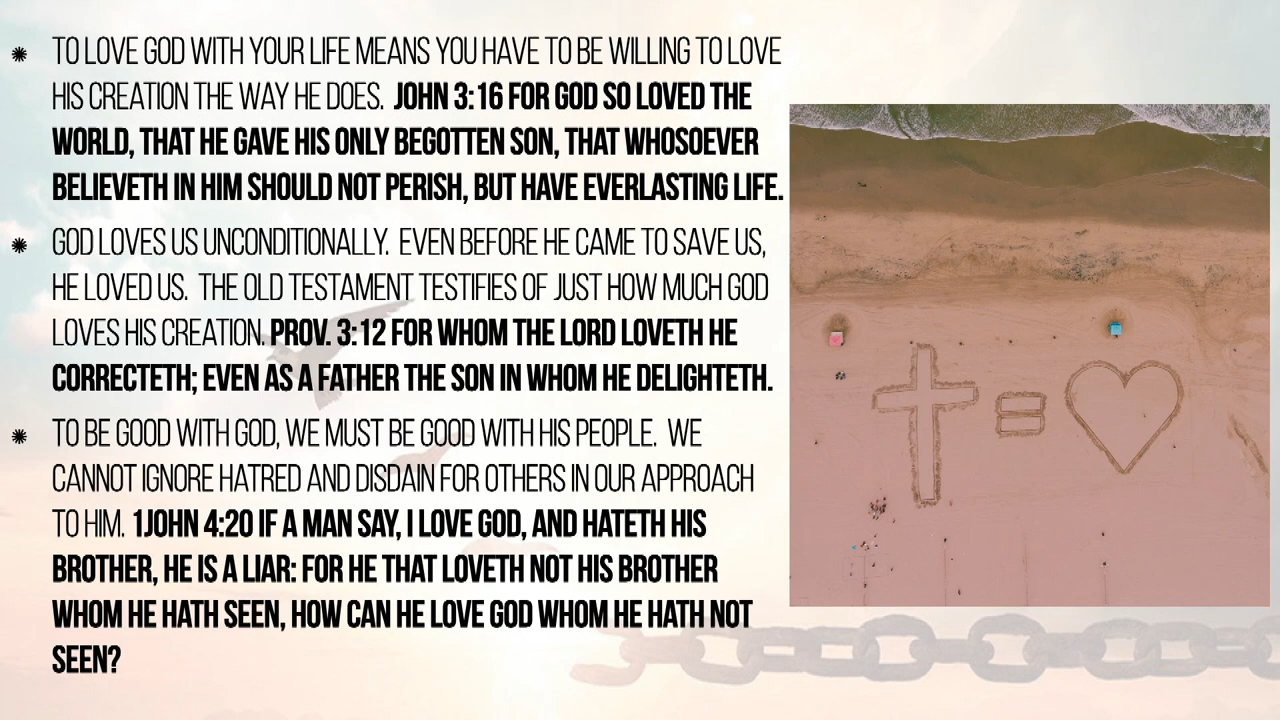 TO LOVE GOD WITH YOUR LIFE MEANS YOU HAVE TO BE WILLING TO LOVE
HIS CREATION THE WAY HE DOES. JOHN 3:16 FOR GOD SO LOVED THE
WORLD, THAT HE GAVE HIS ONLY BEGOTTEN SON, THAT WHOSOEVER
BELIEVETH IN HIM SHOULD NOT PERISH, BUT HAVE EVERLASTING LIFE.
GOD LOVES US UNCONDITIONALLY. EVEN BEFORE HE CAME TO SAVE US,
HE LOVED US. THE OLD TESTAMENT TESTIFIES OF JUST HOW MUCH GOD
LOVES HIS CREATION. PROV. 3:12 FOR WHOM THE LORD LOVETH HE
CORRECTETH; EVEN AS A FATHER THE SON IN WHOM HE DELIGHTETH.
TO BE GOOD WITH GOD, WE MUST BE GOOD WITH HIS PEOPLE. WE
CANNOT IGNORE HATRED AND DISDAIN FOR OTHERS IN OUR APPROACH
TO HIM. 1JOHN 4:20 IF A MAN SAY, I LOVE GOD, AND HATETH HIS
BROTHER, HE IS A LIAR: FOR HE THAT LOVETH NOT HIS BROTHER
WHOM HE HATH SEEN, HOW CAN HE LOVE GOD WHOM HE HATH NOT
SEEN?